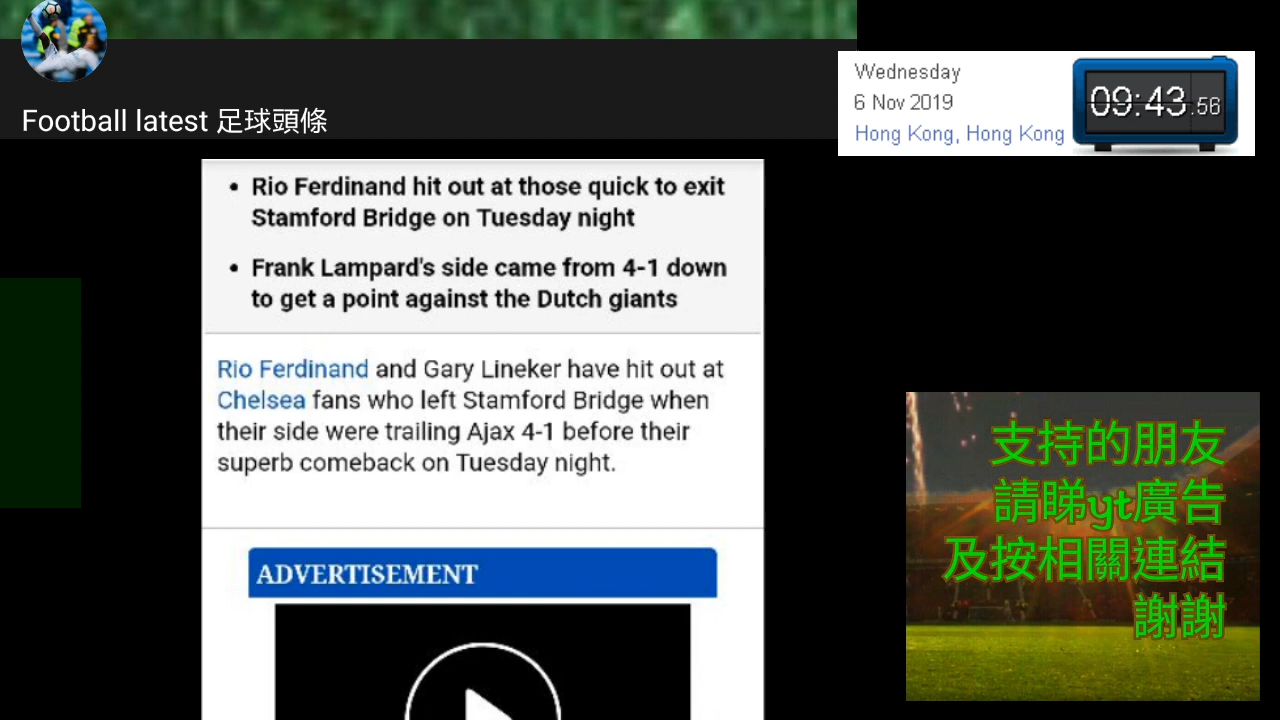 Football latest 足球頭條
Wednesday
6 Nov 2019
Hong Kong, Hong Kong
09:43.56
• Rio Ferdinand hit out at those quick to exit
Stamford Bridge on Tuesday night
• Frank Lampard's side came from 4-1 down
to get a point against the Dutch giants
Rio Ferdinand and Gary Lineker have hit out at
Chelsea fans who left Stamford Bridge when
their side were trailing Ajax 4-1 before their
superb comeback on Tuesday night.
ADVERTISEMENT
支持的朋友
請睇yt廣告
及按相關連結
謝謝